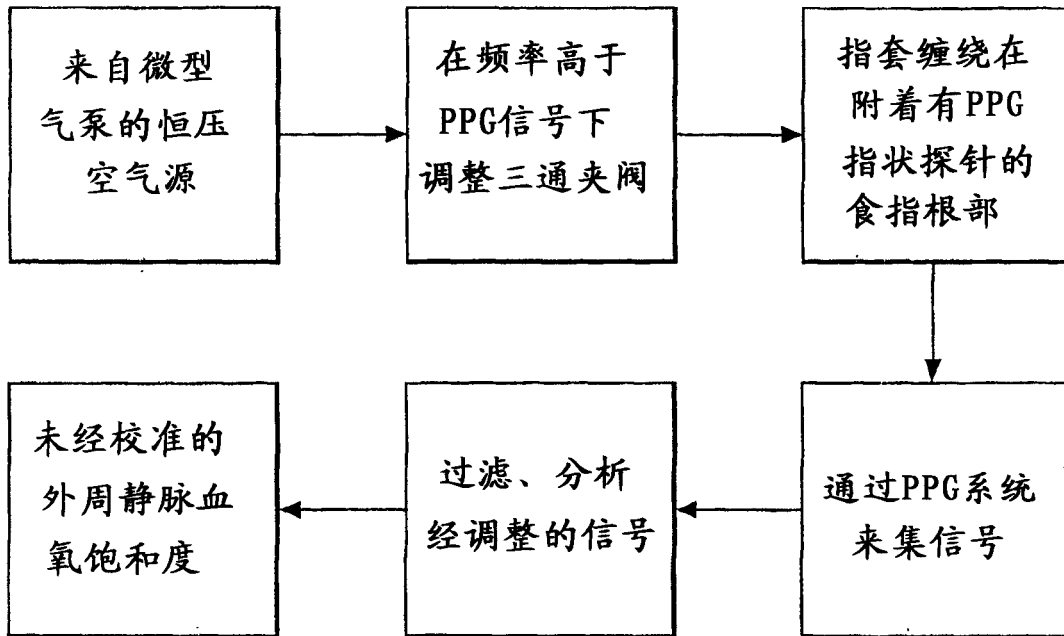 来自微型
气泵的恒压
空气源
在频率高于
PPG信号下
调整三通夹阀
指套缠绕在
附着有PPG
指状探针的
食指根部
通过PPG系统
来集信号
过滤、分析
经调整的信号
未经校准的
外周静脉血
氧饱和度